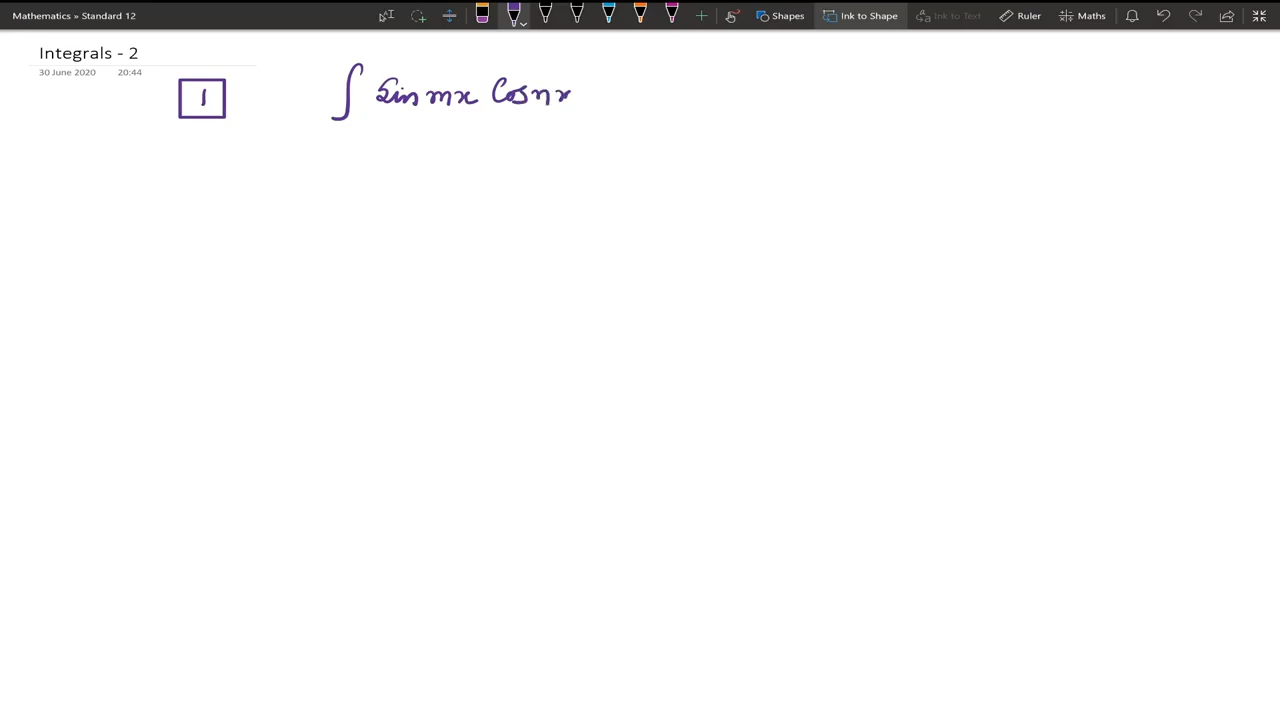 Mathematics » Standard 12
Shapes
Ink to Shape
Ink to Text
Ruler
Maths
Integrals - 2
30 June 2020 20:44
1
∫ Sin mx Cos nx